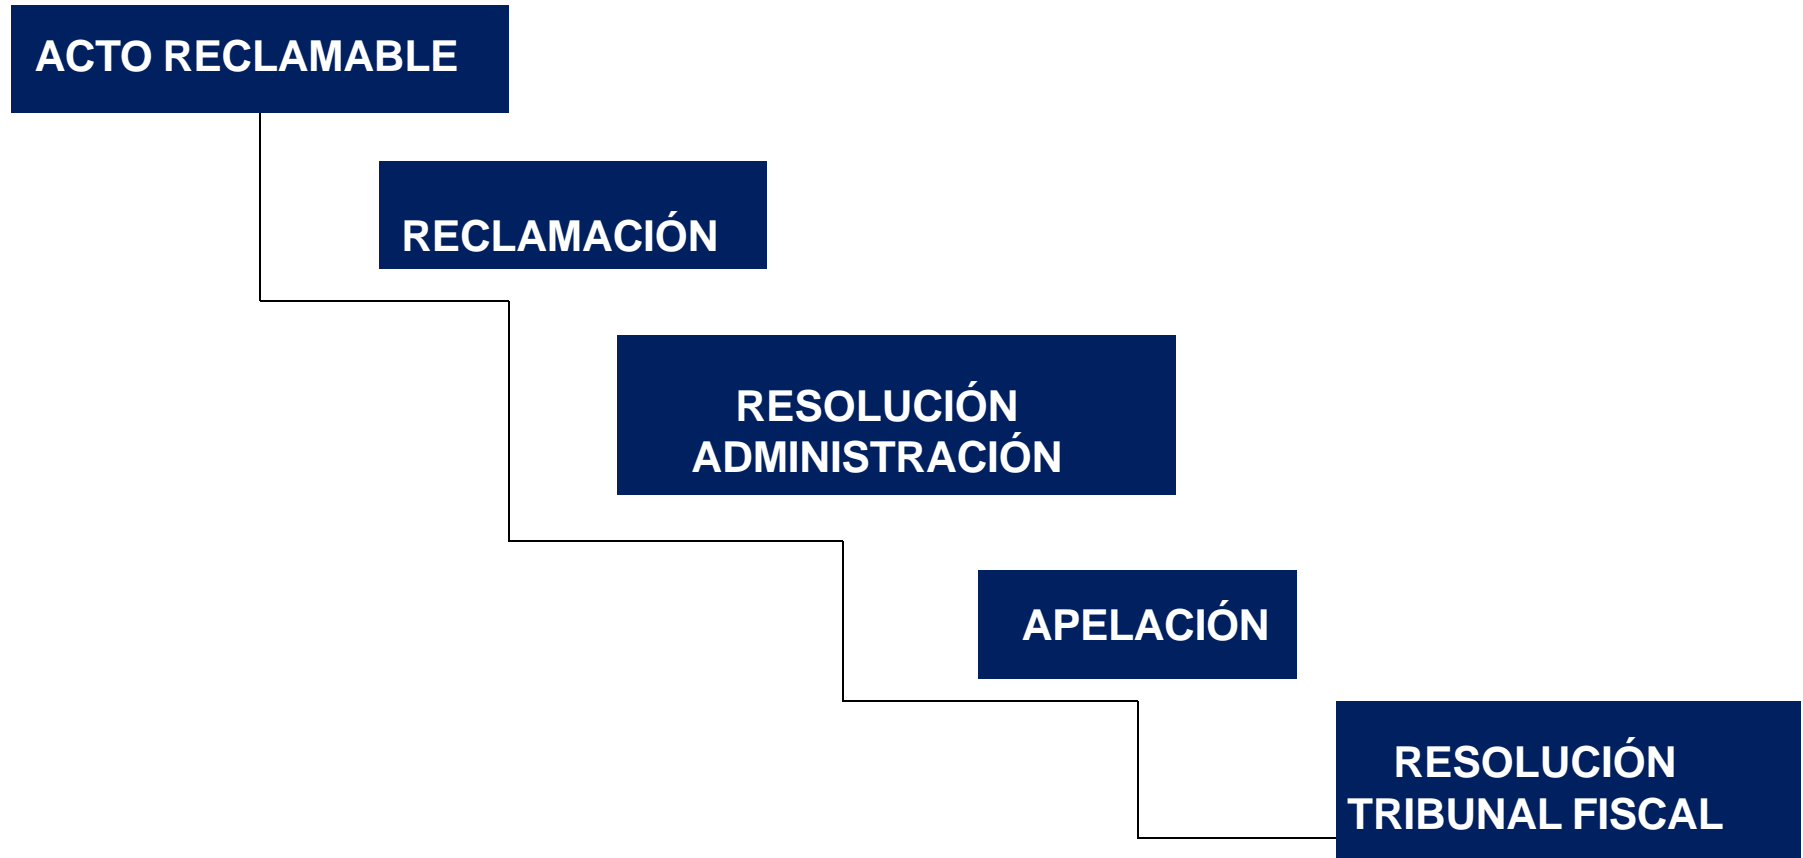 ACTO RECLAMABLE
RECLAMACIÓN
RESOLUCIÓN
ADMINISTRACIÓN
APELACIÓN
RESOLUCIÓN
TRIBUNAL FISCAL